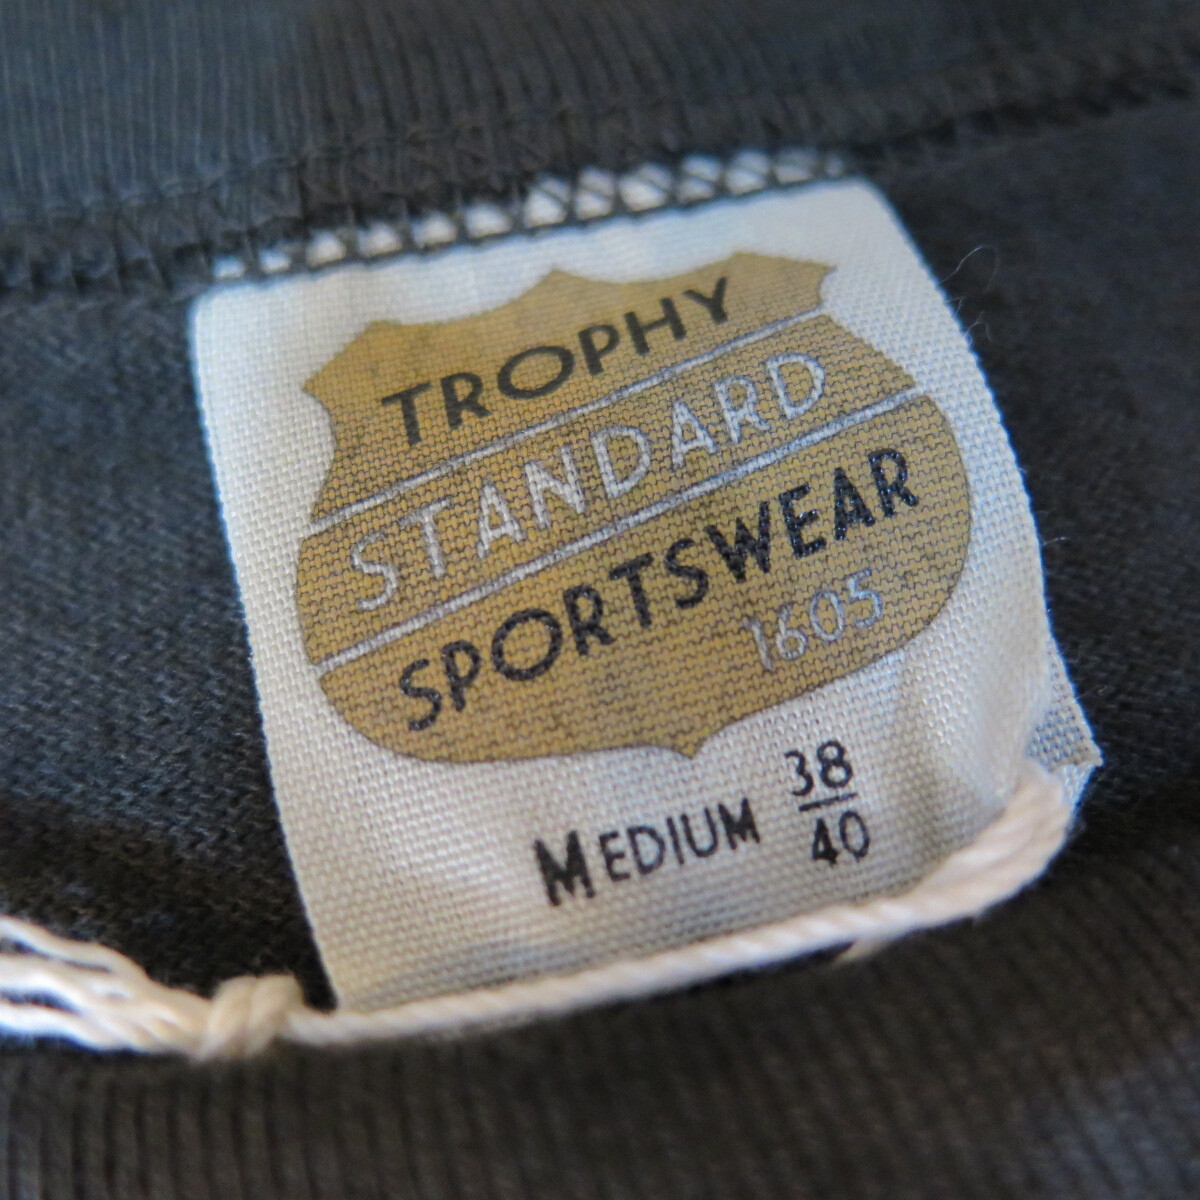 TROPHY
STANDARD
SPORTSWEAR
1605
MEDIUM 38/40